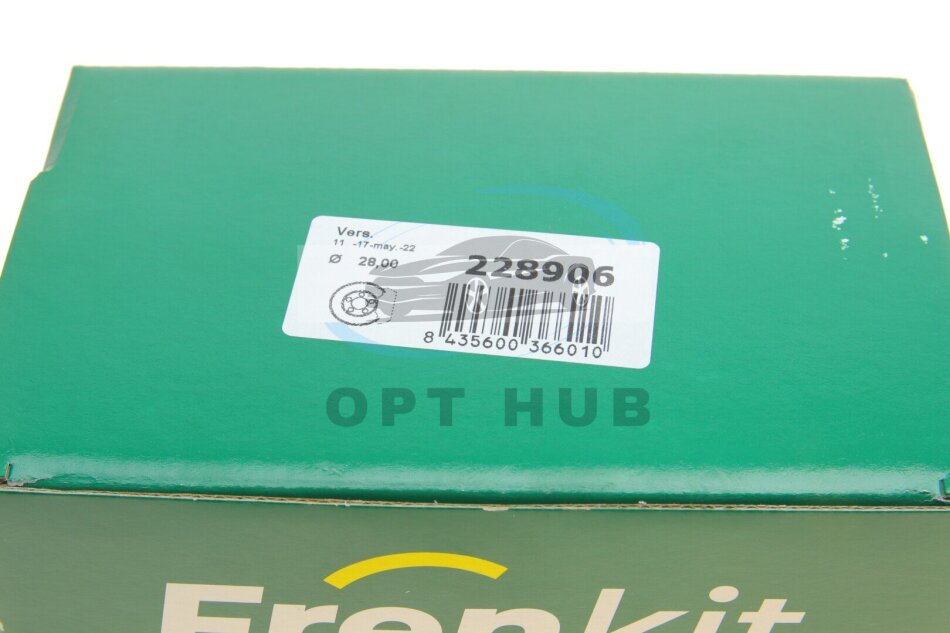 Vers.
11 -17-may.-22
Ø 28,00
228906
8 435600 366010
OPT HUB
Frenkit